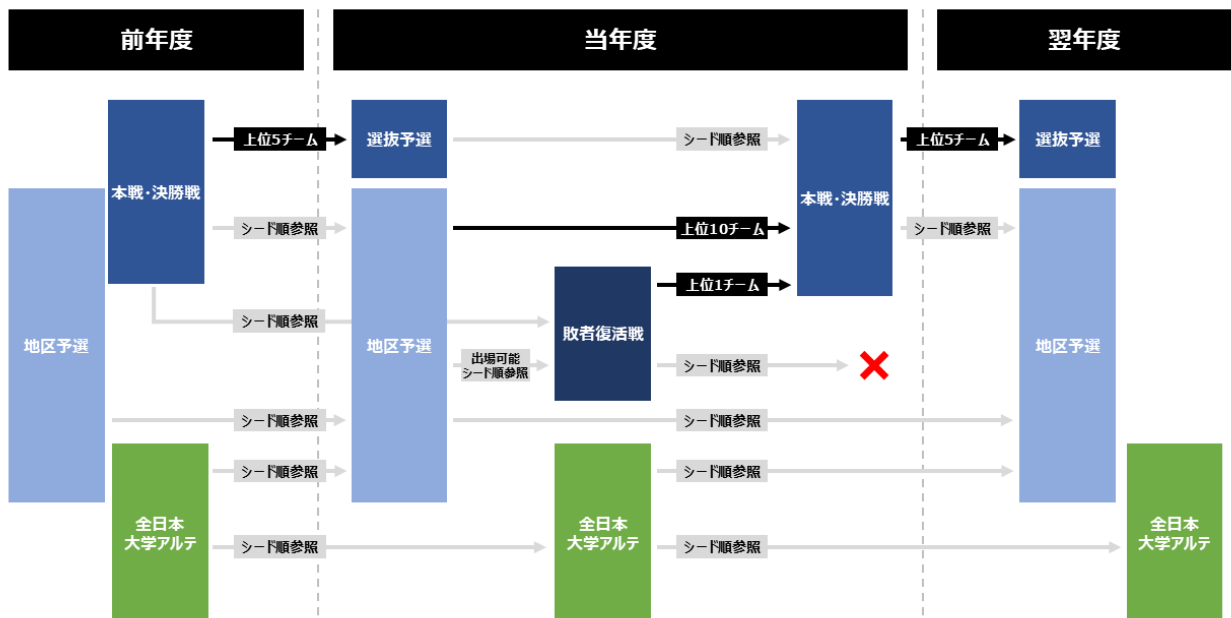 前年度
当年度
翌年度
本戦・決勝戦
上位5チーム
選抜予選
シード順参照
本戦・決勝戦
上位5チーム
選抜予選
地区予選
シード順参照
地区予選
上位10チーム
シード順参照
地区予選
シード順参照
敗者復活戦
上位1チーム
出場可能
シード順参照
シード順参照
シード順参照
シード順参照
シード順参照
シード順参照
全日本
大学アルテ
シード順参照
全日本
大学アルテ
シード順参照
全日本
大学アルテ